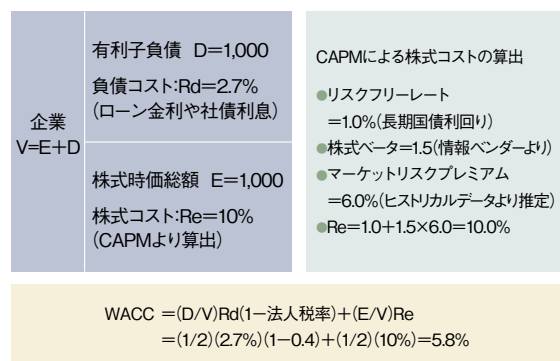 企業
V=E+D
有利子負債 D=1,000
負債コスト:Rd=2.7%
(ローン金利や社債利息)
株式時価総額 E=1,000
株式コスト:Re=10%
(CAPMより算出)
CAPMによる株式コストの算出
●リスクフリーレート
=1.0%(長期国債利回り)
●株式ベータ=1.5(情報ベンダーより)
●マーケットリスクプレミアム
=6.0%(ヒストリカルデータより推定)
●Re=1.0+1.5×6.0=10.0%
WACC =(D/V)Rd(1−法人税率)+(E/V)Re
=(1/2)(2.7%)(1−0.4)+(1/2)(10%)=5.8%